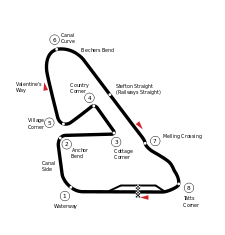 6
Canal
Curve
Bechers Bend
Valentine's
Way
Country
Corner
4
Stefton Straight
(Railways Straight)
Village
Corner
5
7
Melling Crossing
2
Anchor
Bend
3
Cottage
Corner
Canal
Side
1
Waterway
8
Tatts
Corner